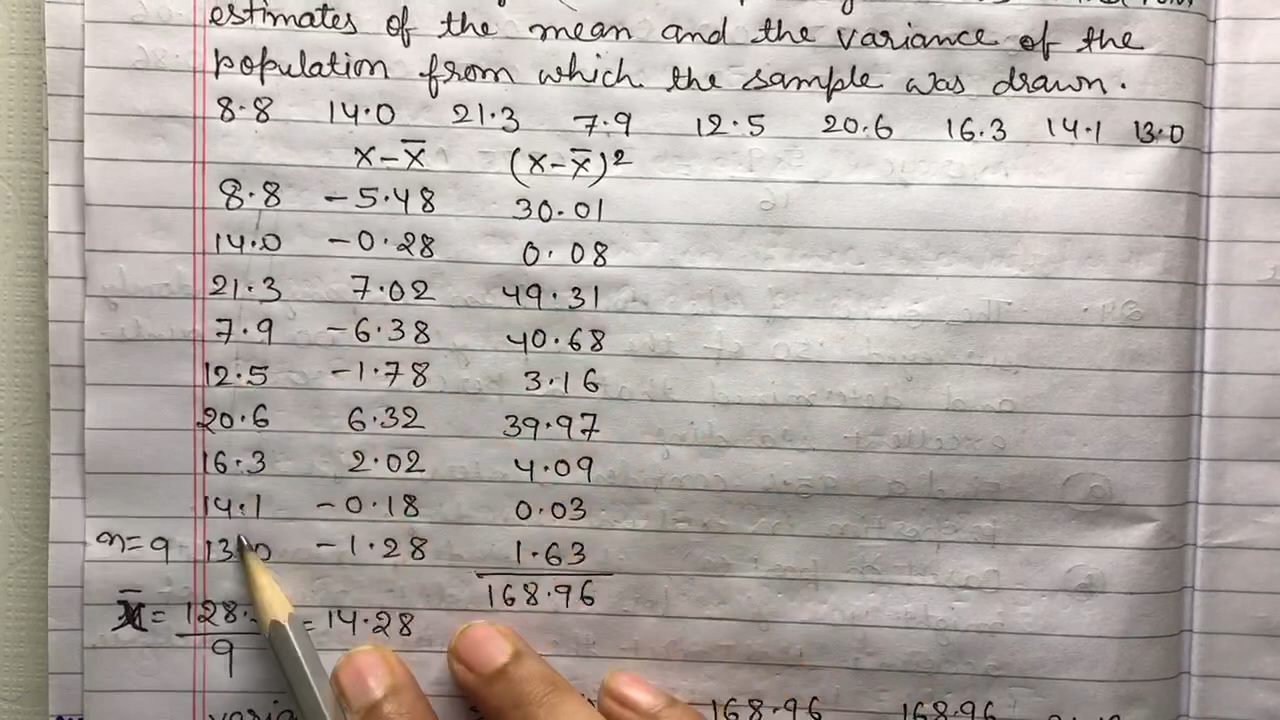 estimates of the mean and the variance of the
population from which the sample was drawn.
8.8 14.0 21.3 7.9 12.5 20.6 16.3 14.1 13.0
x-x̄ (x-x̄)²
8.8 -5.48 30.01
14.0 -0.28 0.08
21.3 7.02 49.31
7.9 -6.38 40.68
12.5 -1.78 3.16
20.6 6.32 39.97
16.3 2.02 4.09
14.1 -0.18 0.03
n=9 13.0 -1.28 1.63
168.96
x̄ = 128. = 14.28
9
168.96 168.96